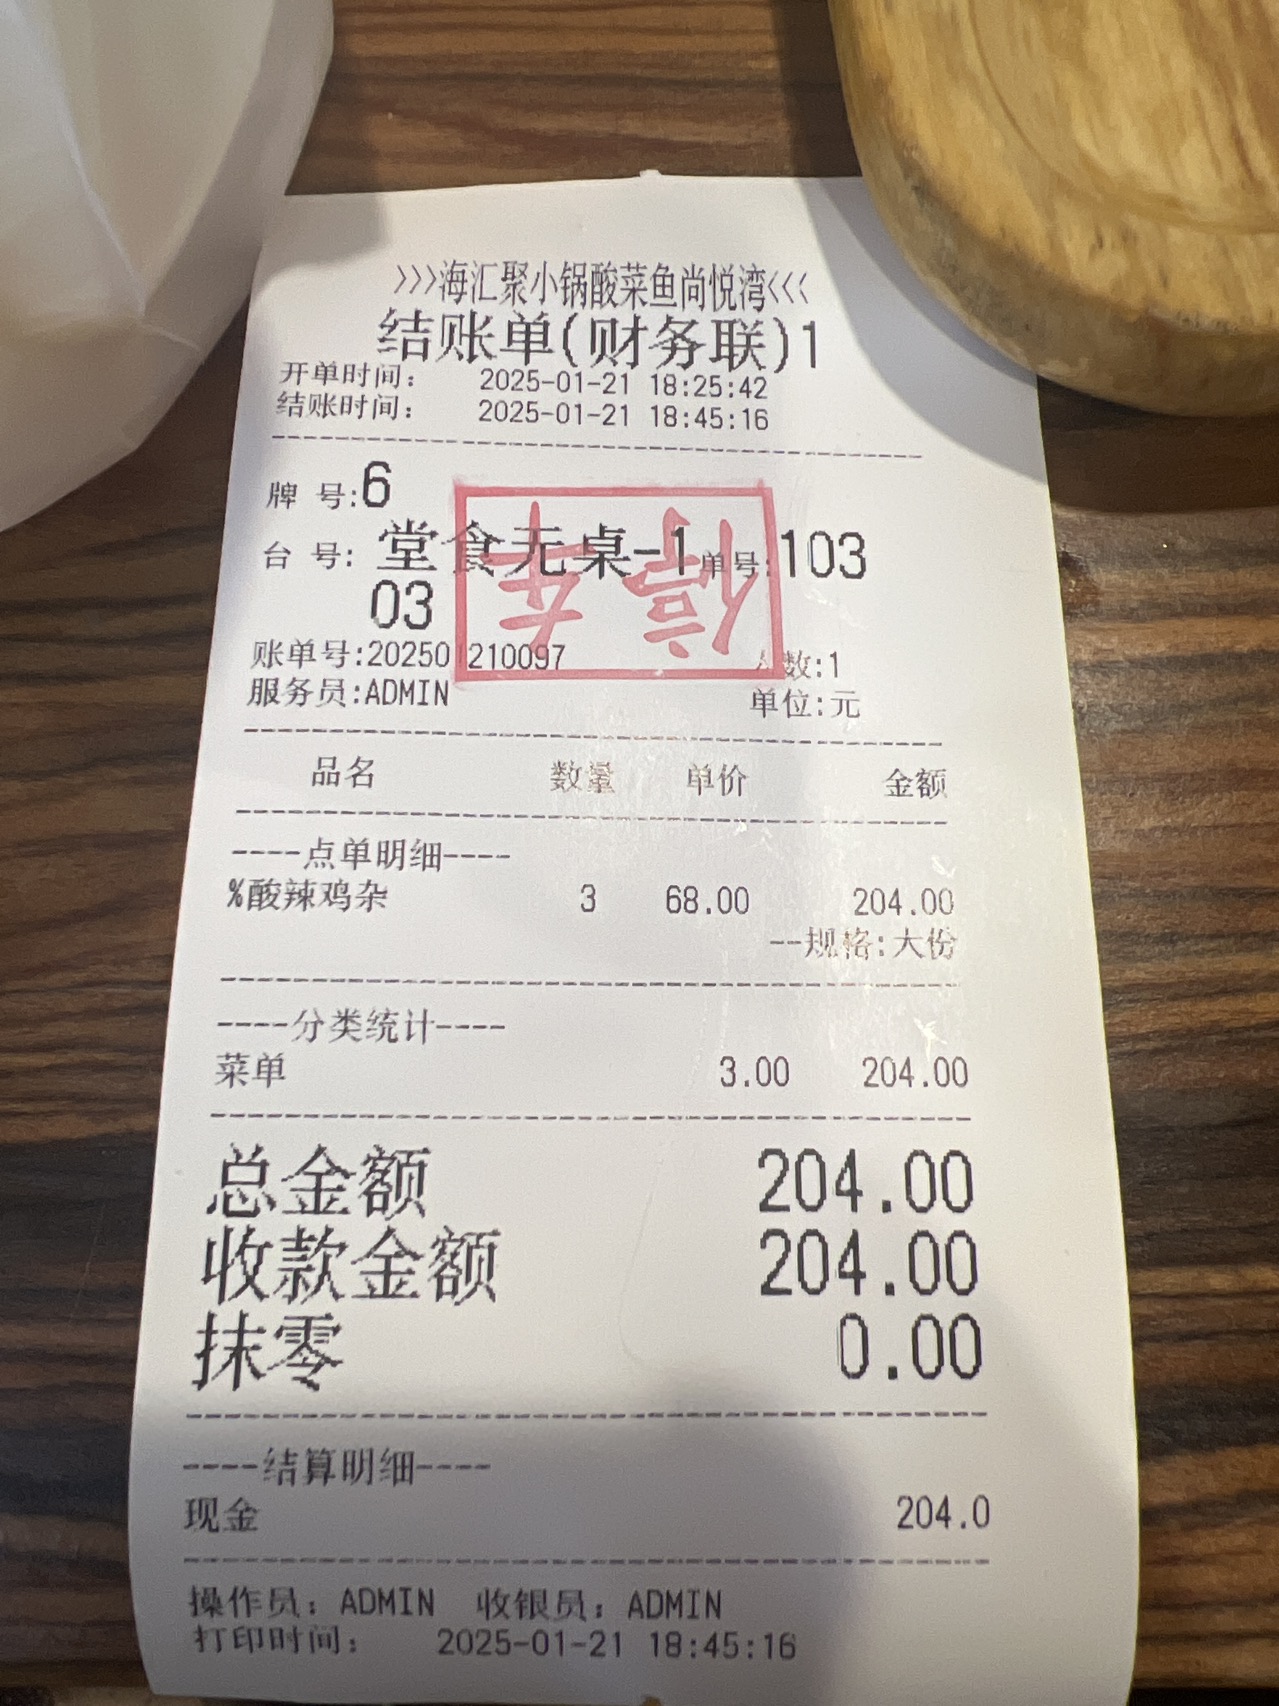 >>>海汇聚小锅酸菜鱼尚悦湾<<<
结账单(财务联)1
开单时间: 2025-01-21 18:25:42
结账时间: 2025-01-21 18:45:16
牌 号:6
台 号: 堂食无桌-1 单号:103
03
账单号:202501210097 人数:1
服务员:ADMIN 单位:元
品名 数量 单价 金额
----点单明细----
%酸辣鸡杂 3 68.00 204.00
--规格:大份
----分类统计----
菜单 3.00 204.00
总金额 204.00
收款金额 204.00
抹零 0.00
----结算明细----
现金 204.0
操作员: ADMIN 收银员: ADMIN
打印时间: 2025-01-21 18:45:16